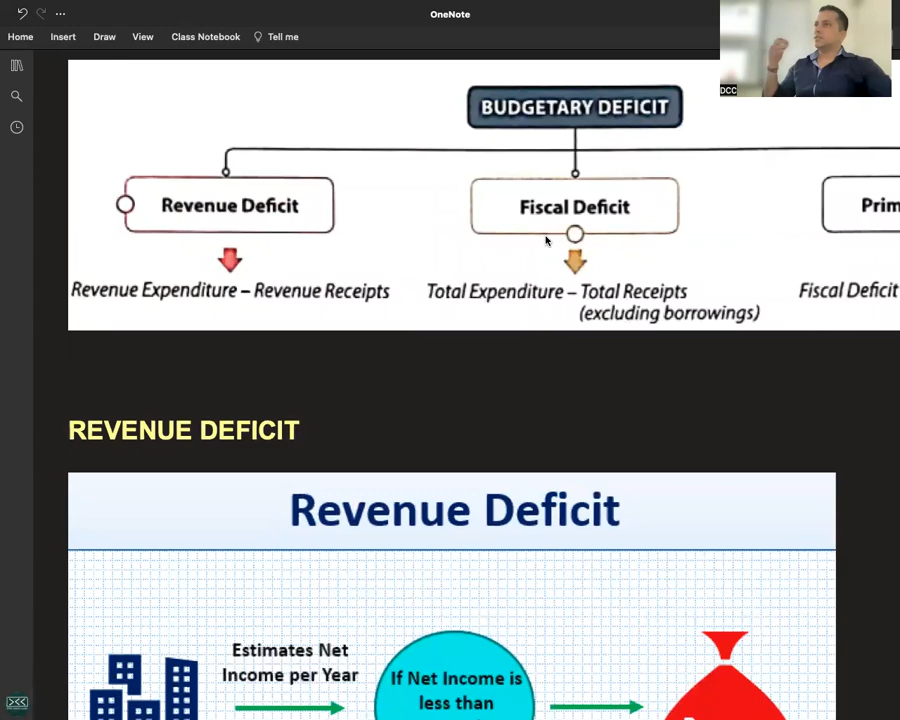 OneNote
Home Insert Draw View Class Notebook Tell me
DCC
BUDGETARY DEFICIT
Revenue Deficit
Fiscal Deficit
Prim
Revenue Expenditure – Revenue Receipts
Total Expenditure – Total Receipts
(excluding borrowings)
Fiscal Deficit
REVENUE DEFICIT
Revenue Deficit
Estimates Net
Income per Year
If Net Income is
less than